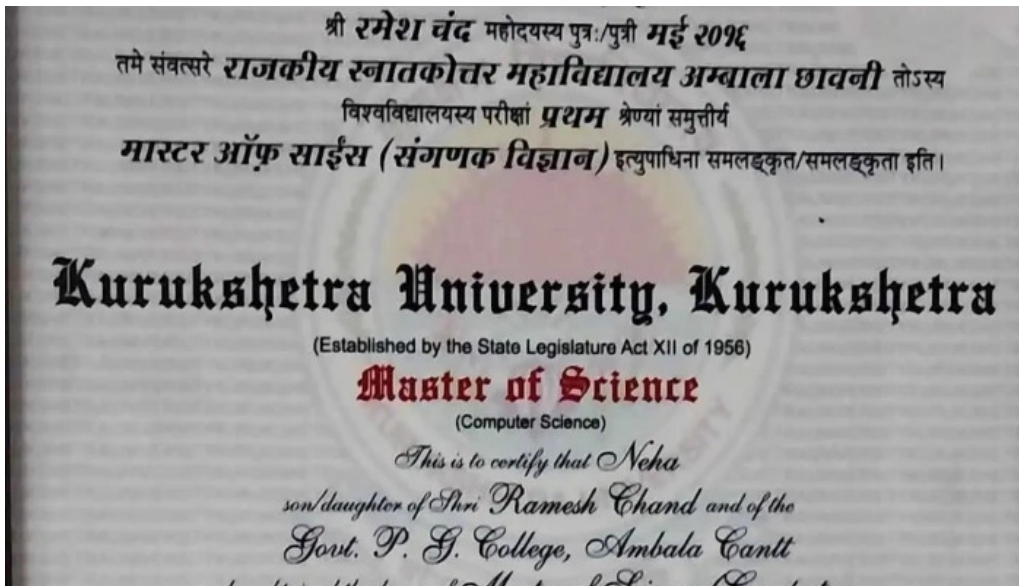 श्री रमेश चंद महोदयस्य पुत्रः/पुत्री मई २०१६
तमे संवत्सरे राजकीय स्नातकोत्तर महाविद्यालय अम्बाला छावनी तोऽस्य
विश्वविद्यालयस्य परीक्षां प्रथम श्रेण्यां समुत्तीर्य
मास्टर ऑफ़ साईंस (संगणक विज्ञान) इत्युपाधिना समलङ्कृत/समलङ्कृता इति।
Kurukshetra University, Kurukshetra
(Established by the State Legislature Act XII of 1956)
Master of Science
(Computer Science)
This is to certify that Neha
son/daughter of Shri Ramesh Chand and of the
Govt. P. G. College, Ambala Cantt